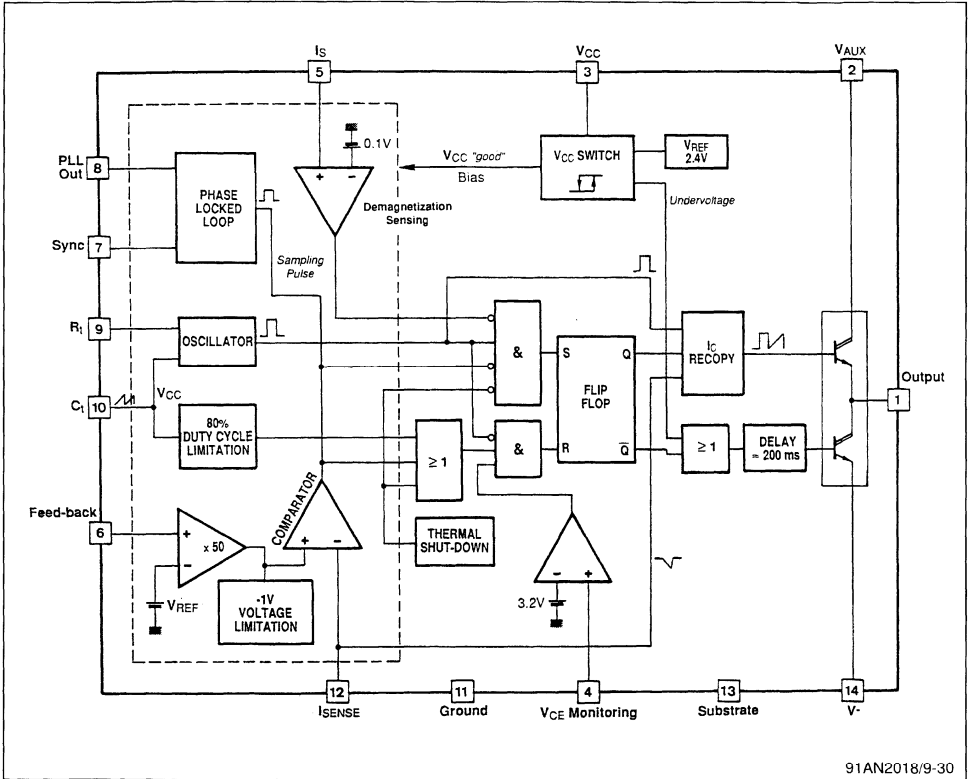 IS
5
VCC
3
VAUX
2
0.1V
VCC "good"
Bias
VCC SWITCH
VREF
2.4V
PLL
Out
8
PHASE
LOCKED
LOOP
+ −
Demagnetization
Sensing
Undervoltage
Sync
7
Sampling
Pulse
Rt
9
OSCILLATOR
&
S
Q
FLIP
FLOP
R
Q̅
IC
RECOPY
Output
1
VCC
Ct
10
80%
DUTY CYCLE
LIMITATION
≥ 1
&
≥ 1
DELAY
≈ 200 ms
COMPARATOR
+ −
Feed-back
6
+
−
x 50
THERMAL
SHUT-DOWN
− +
3.2V
VREF
-1V
VOLTAGE
LIMITATION
12
ISENSE
11
Ground
4
VCE Monitoring
13
Substrate
14
V-
91AN2018/9-30